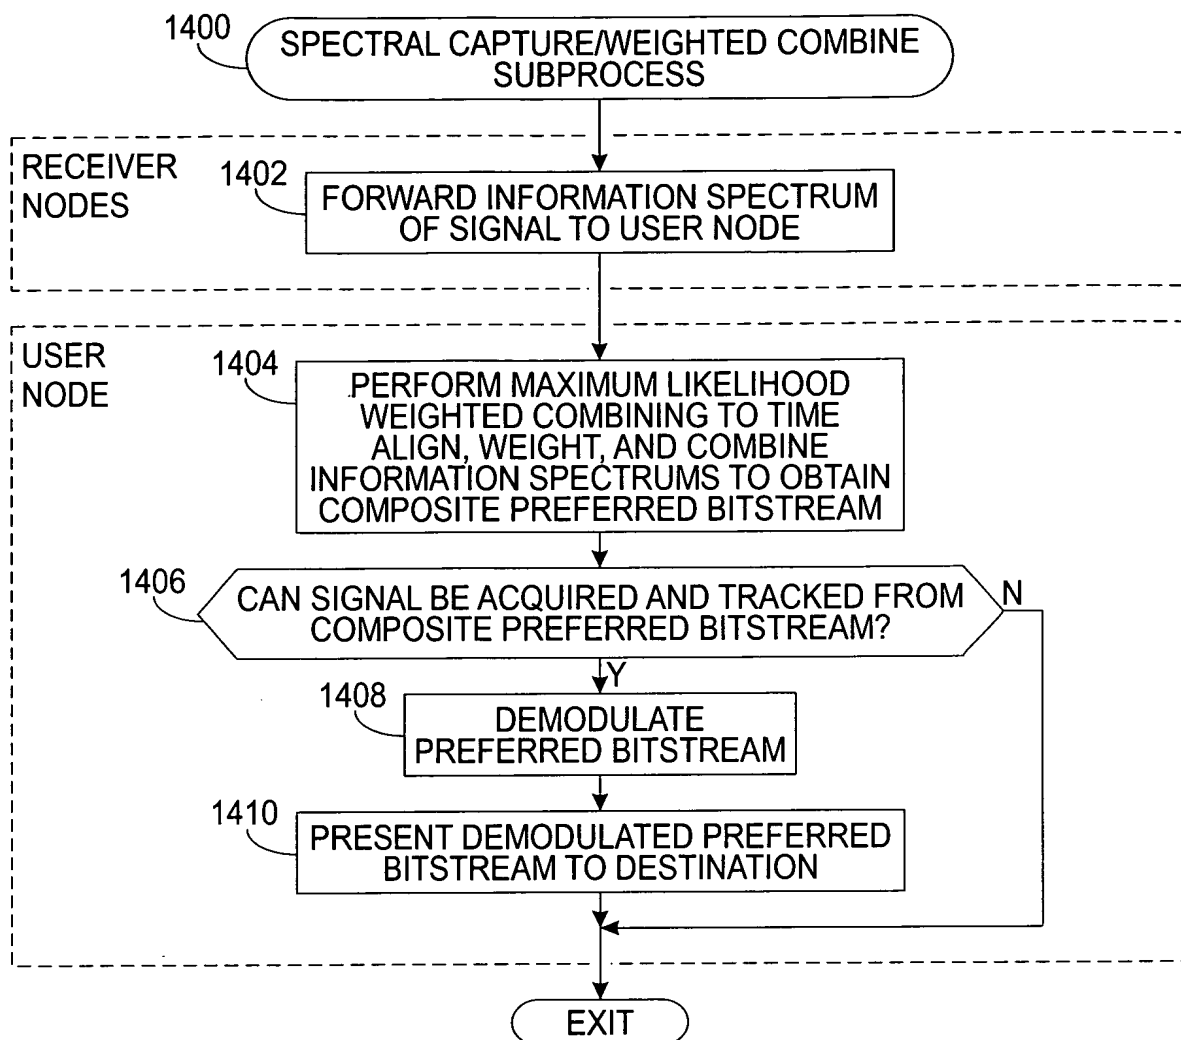 1400
SPECTRAL CAPTURE/WEIGHTED COMBINE
SUBPROCESS
RECEIVER
NODES
1402
FORWARD INFORMATION SPECTRUM
OF SIGNAL TO USER NODE
USER
NODE
1404
PERFORM MAXIMUM LIKELIHOOD
WEIGHTED COMBINING TO TIME
ALIGN, WEIGHT, AND COMBINE
INFORMATION SPECTRUMS TO OBTAIN
COMPOSITE PREFERRED BITSTREAM
1406
CAN SIGNAL BE ACQUIRED AND TRACKED FROM
COMPOSITE PREFERRED BITSTREAM?
N
Y
1408
DEMODULATE
PREFERRED BITSTREAM
1410
PRESENT DEMODULATED PREFERRED
BITSTREAM TO DESTINATION
EXIT